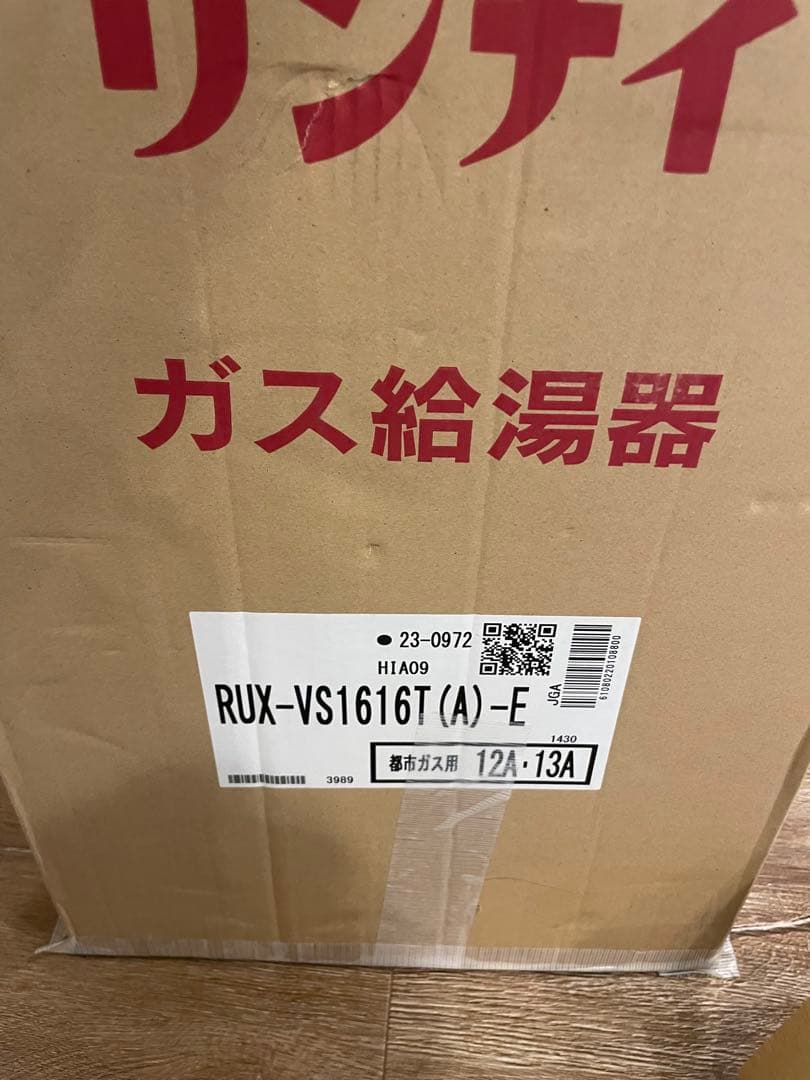 リンナイ
ガス給湯器
● 23-0972
HIA09
JGA
61080220108800
RUX-VS1616T(A)-E
1430
都市ガス用 12A・13A
3989